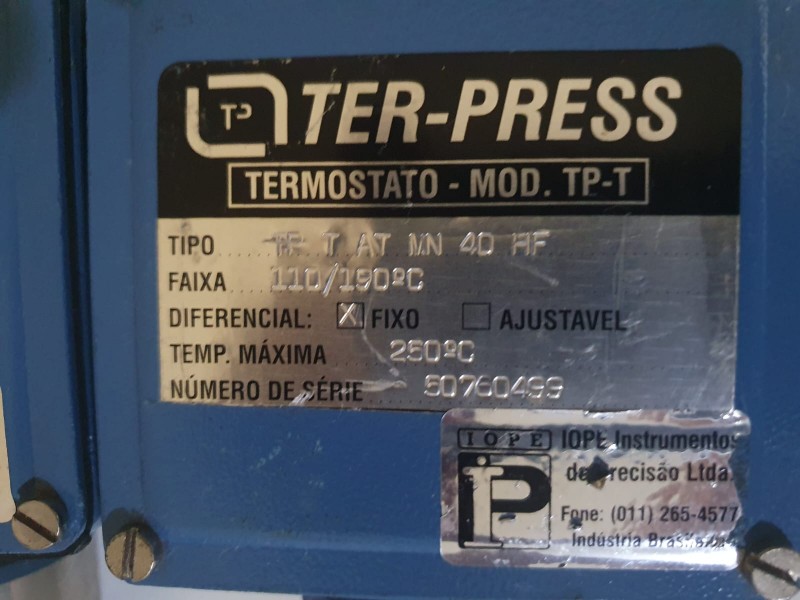 TP TER-PRESS
TERMOSTATO - MOD. TP-T
TIPO TP T AT MN 40 HF
FAIXA 110/190ºC
DIFERENCIAL: X FIXO AJUSTAVEL
TEMP. MÁXIMA 250ºC
NÚMERO DE SÉRIE 50760499
IOPE IOPE Instrumentos
de Precisão Ltda.
Fone: (011) 265-4577
Indústria Brasileira